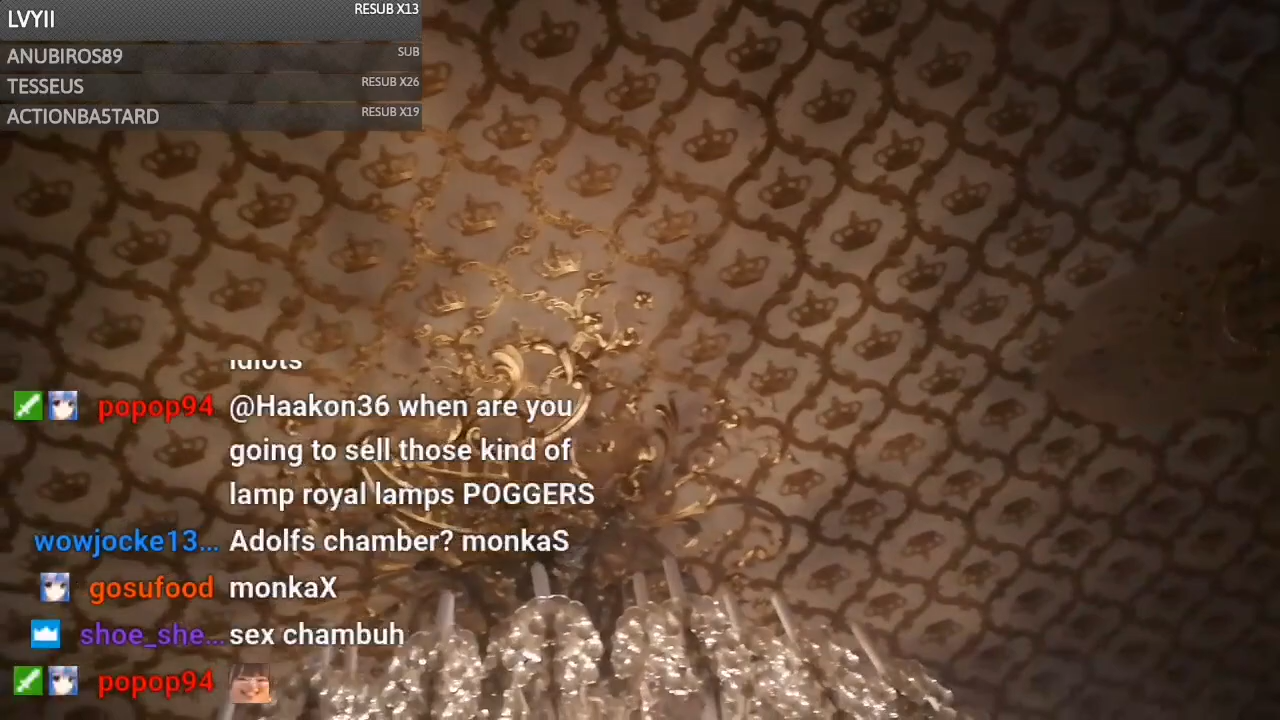 LVYII RESUB X13
ANUBIROS89 SUB
TESSEUS RESUB X26
ACTIONBA5TARD RESUB X19
idiots
popop94 @Haakon36 when are you
going to sell those kind of
lamp royal lamps POGGERS
wowjocke13... Adolfs chamber? monkaS
gosufood monkaX
shoe_she... sex chambuh
popop94